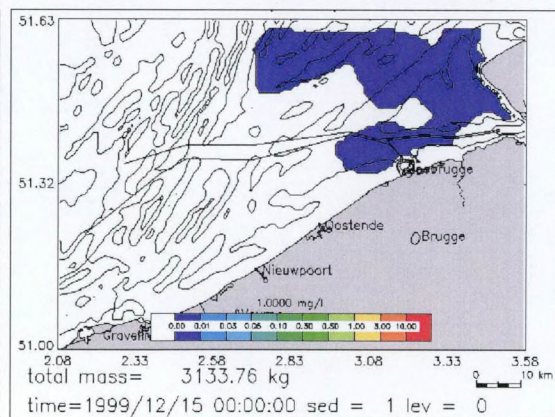 51.63
51.32
51.00
Oostende
Brugge
Nieuwpoort
1.0000 mg/l
0.00 0.01 0.03 0.06 0.10 0.30 0.50 1.00 3.00 10.00
2.08 2.33 2.58 2.83 3.08 3.33 3.58
total mass= 3133.76 kg
0 10 km
time=1999/12/15 00:00:00 sed = 1 lev = 0